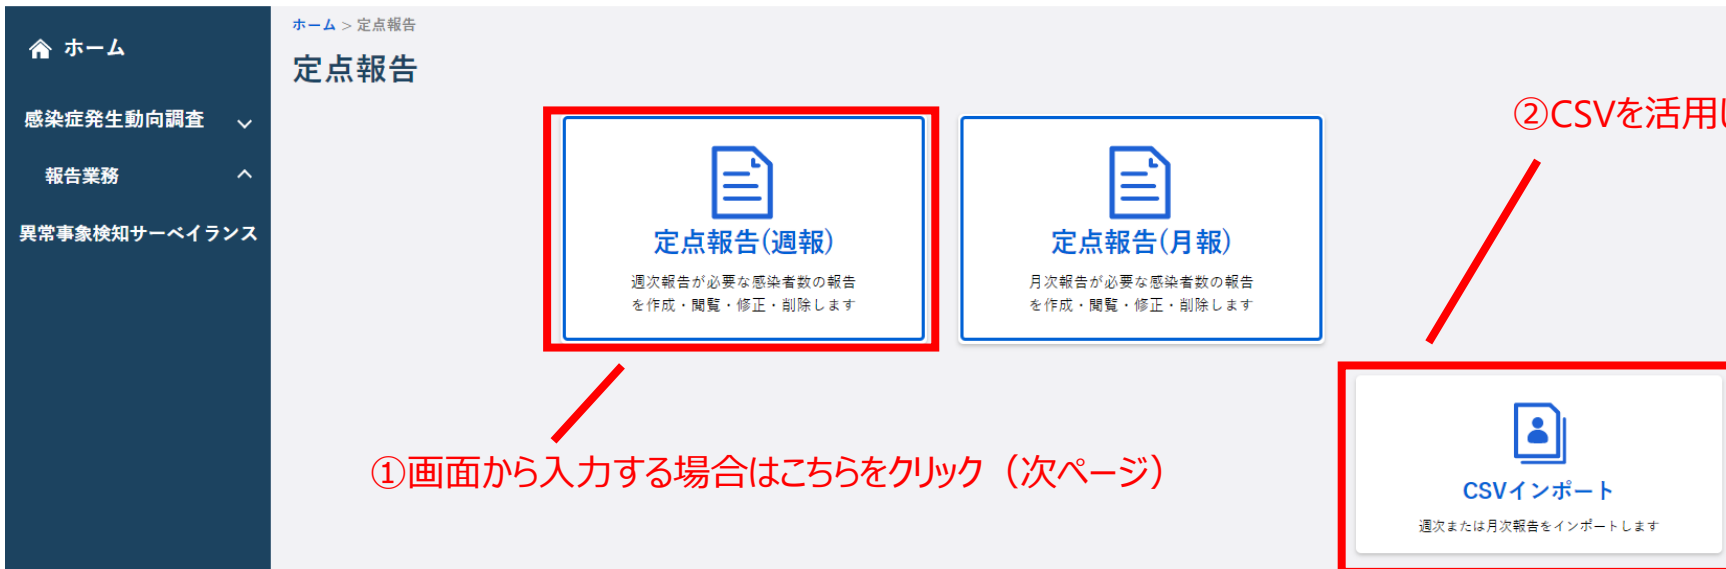 ホーム
感染症発生動向調査
報告業務
異常事象検知サーベイランス
ホーム > 定点報告
定点報告
定点報告(週報)
週次報告が必要な感染者数の報告
を作成・閲覧・修正・削除します
定点報告(月報)
月次報告が必要な感染者数の報告
を作成・閲覧・修正・削除します
②CSVを活用し
①画面から入力する場合はこちらをクリック（次ページ）
CSVインポート
週次または月次報告をインポートします